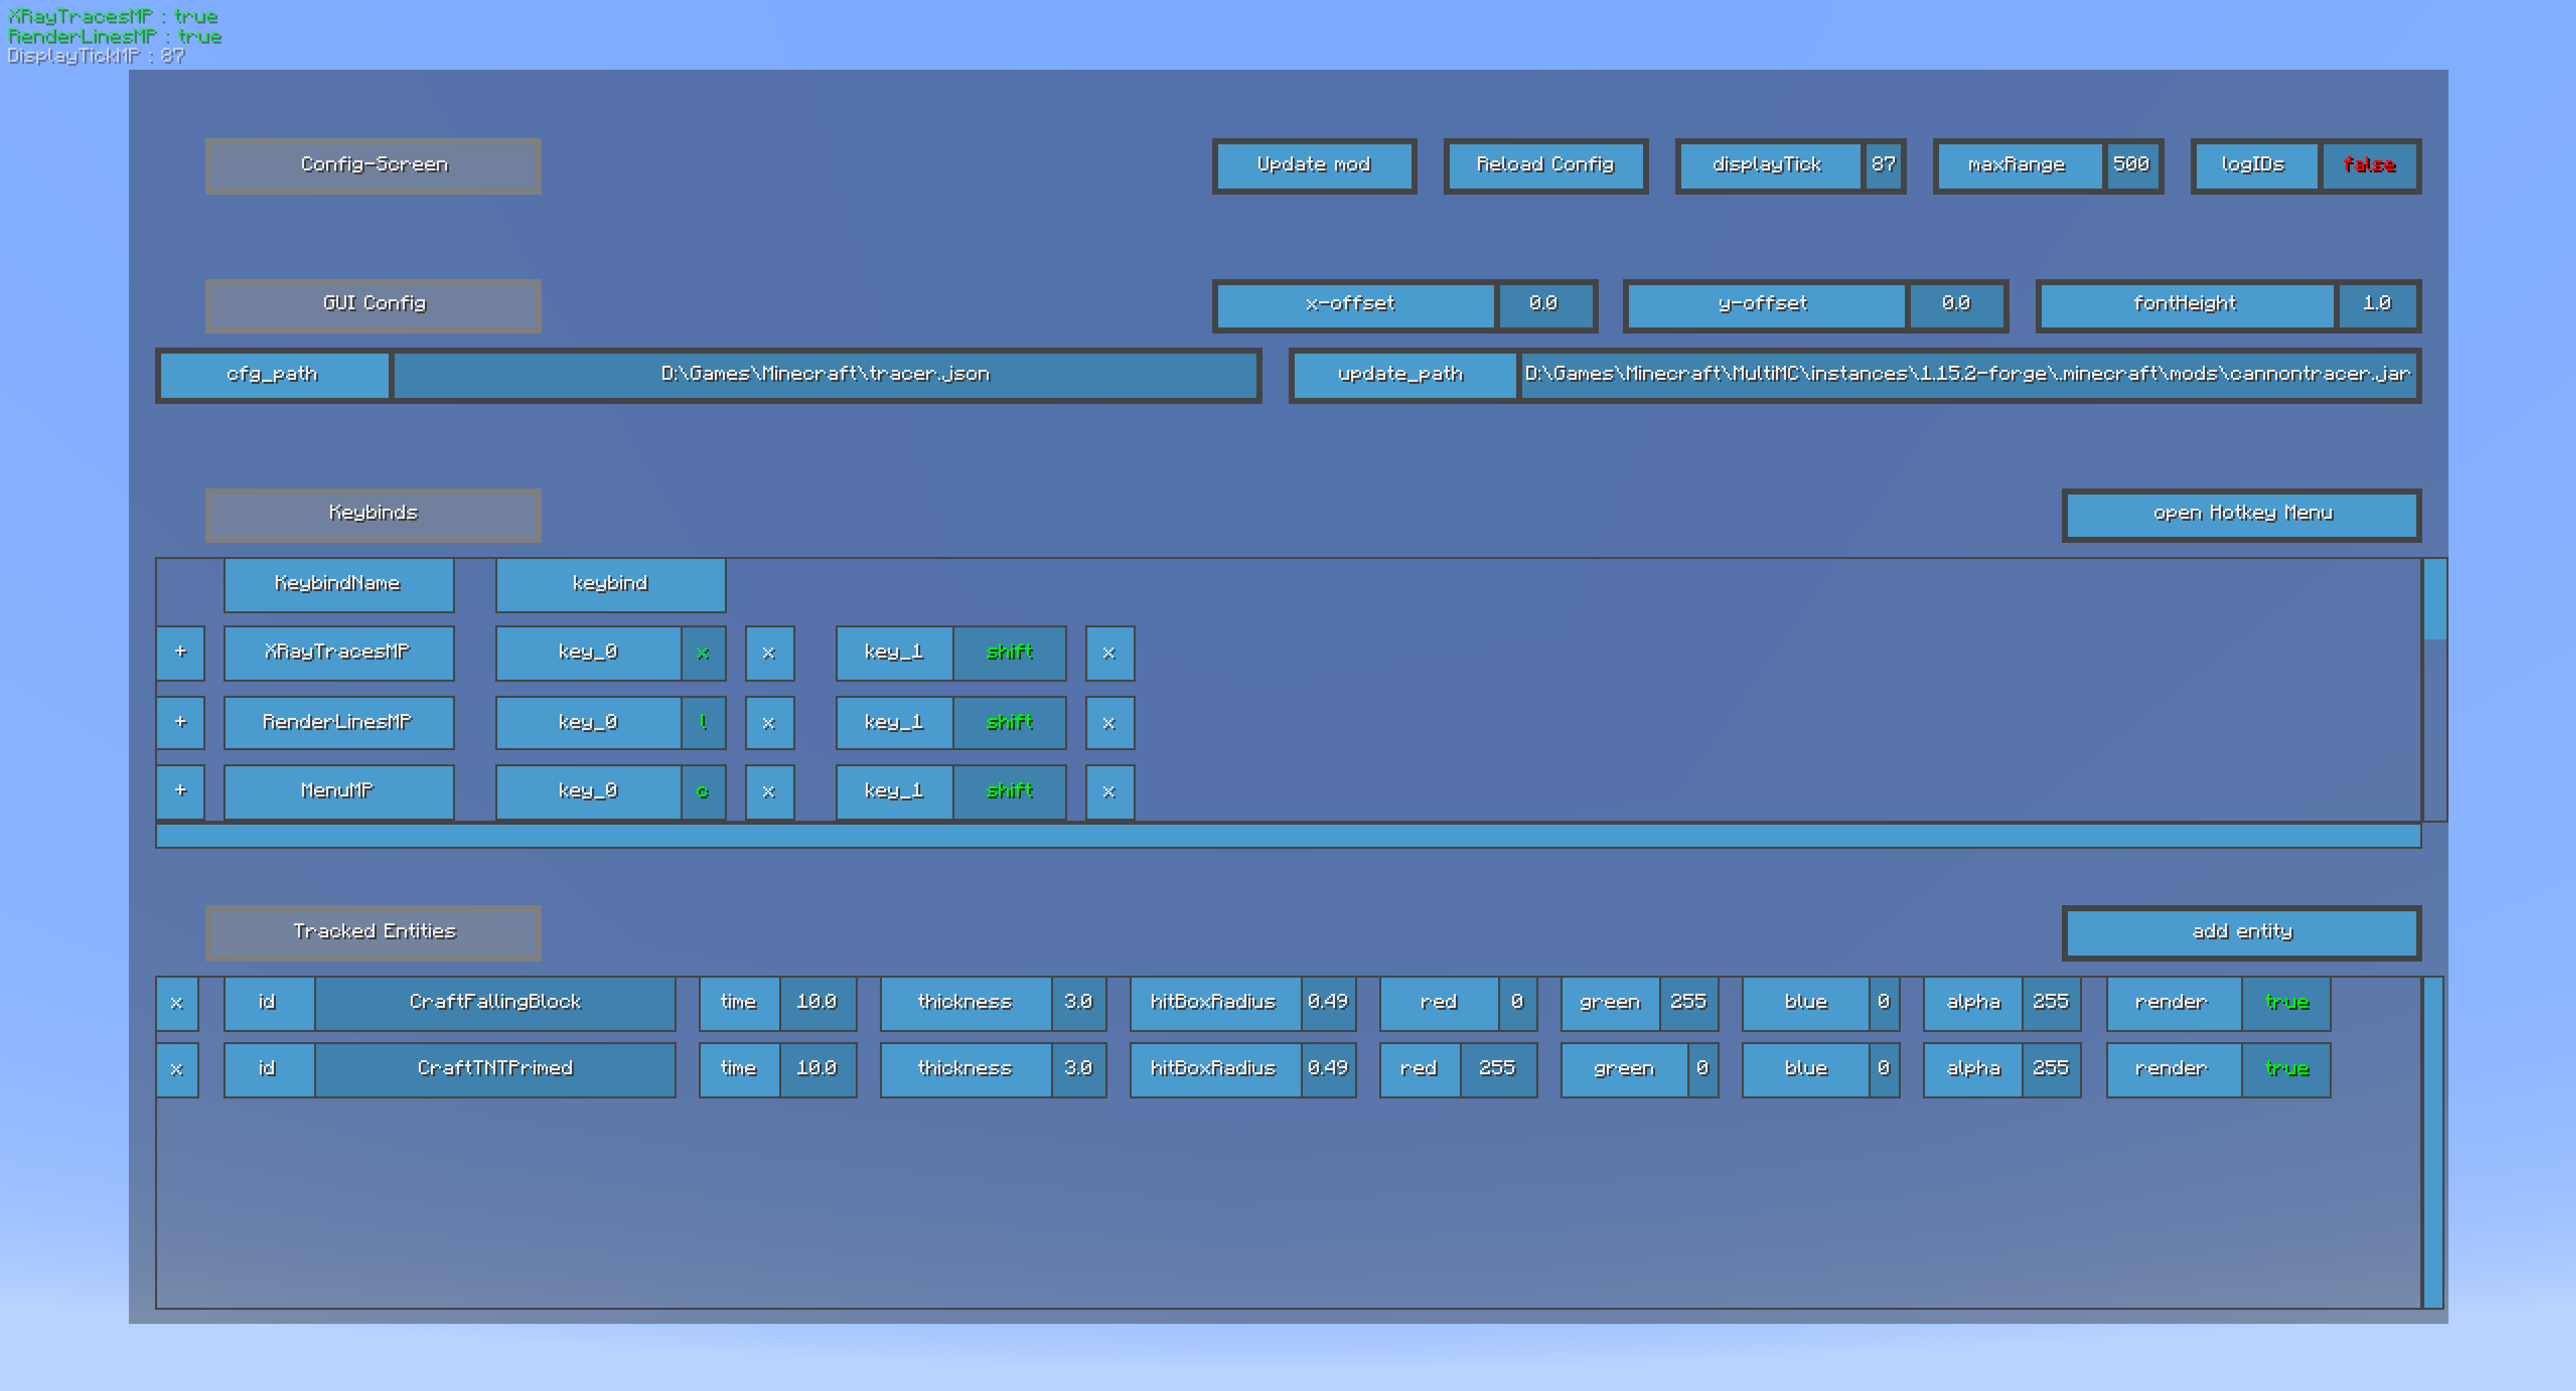 XRayTracesMP : true
RenderLinesMP : true
DisplayTickMP : 87
Config-Screen Update mod Reload Config displayTick 87 maxRange 500 logIDs false
GUI Config x-offset 0.0 y-offset 0.0 fontHeight 1.0
cfg_path D:\Games\Minecraft\tracer.json update_path D:\Games\Minecraft\MultiMC\instances\1.15.2-forge\.minecraft\mods\cannontracer.jar
Keybinds open Hotkey Menu
KeybindName keybind
+ XRayTracesMP key_0 x x key_1 shift x
+ RenderLinesMP key_0 l x key_1 shift x
+ MenuMP key_0 c x key_1 shift x
Tracked Entities add entity
x id CraftFallingBlock time 10.0 thickness 3.0 hitBoxRadius 0.49 red 0 green 255 blue 0 alpha 255 render true
x id CraftTNTPrimed time 10.0 thickness 3.0 hitBoxRadius 0.49 red 255 green 0 blue 0 alpha 255 render true